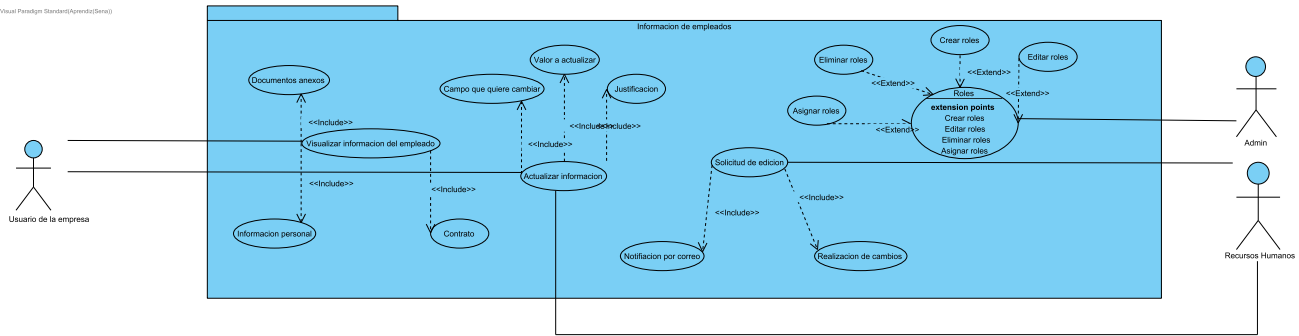 Visual Paradigm Standard(Aprendiz(Sena))
Informacion de empleados
Documentos anexos
<<Include>>
Visualizar informacion del empleado
<<Include>>
<<Include>>
Informacion personal
Contrato
Usuario de la empresa
Valor a actualizar
Campo que quiere cambiar
Justificacion
<<Include>>
<<Include>>
<<Include>>
Actualizar informacion
Eliminar roles
Crear roles
Editar roles
Asignar roles
<<Extend>>
<<Extend>>
<<Extend>>
<<Extend>>
Roles
extension points
Crear roles
Editar roles
Eliminar roles
Asignar roles
Solicitud de edicion
<<Include>>
<<Include>>
Notifiacion por correo
Realizacion de cambios
Admin
Recursos Humanos